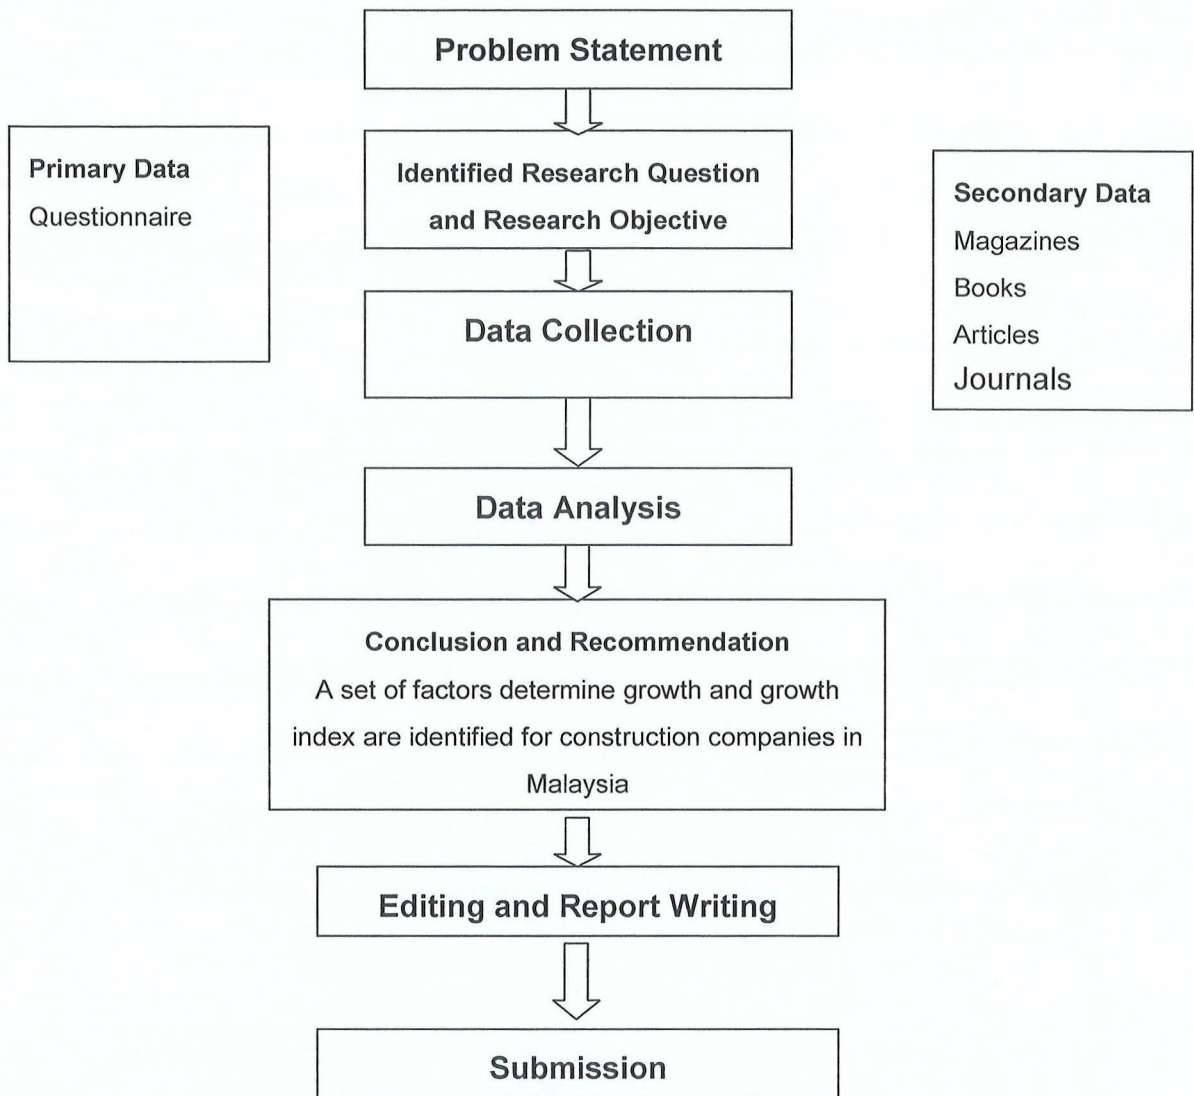 Problem Statement
Primary Data
Questionnaire
Identified Research Question
and Research Objective
Secondary Data
Magazines
Books
Articles
Journals
Data Collection
Data Analysis
Conclusion and Recommendation
A set of factors determine growth and growth
index are identified for construction companies in
Malaysia
Editing and Report Writing
Submission